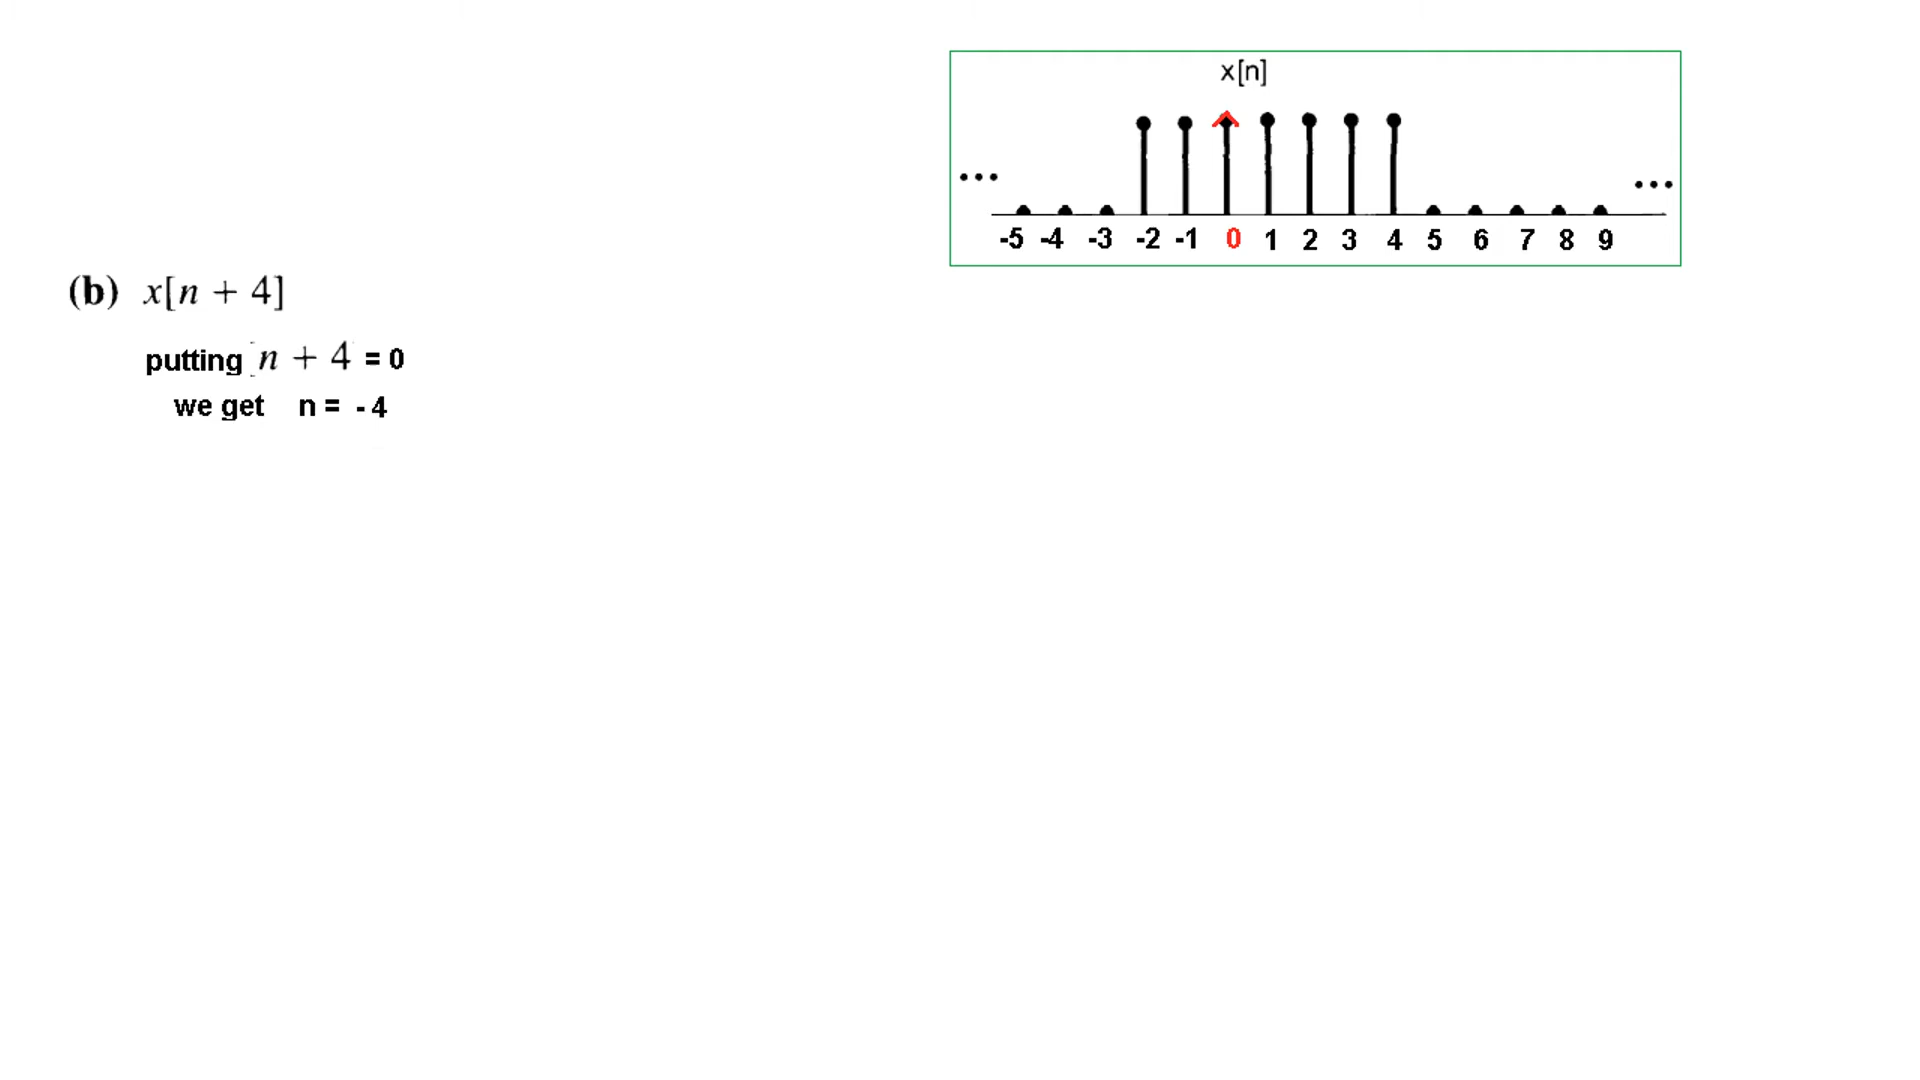 x[n]
... ...
-5 -4 -3 -2 -1 0 1 2 3 4 5 6 7 8 9
(b) x[n + 4]
putting n + 4 = 0
we get n = - 4